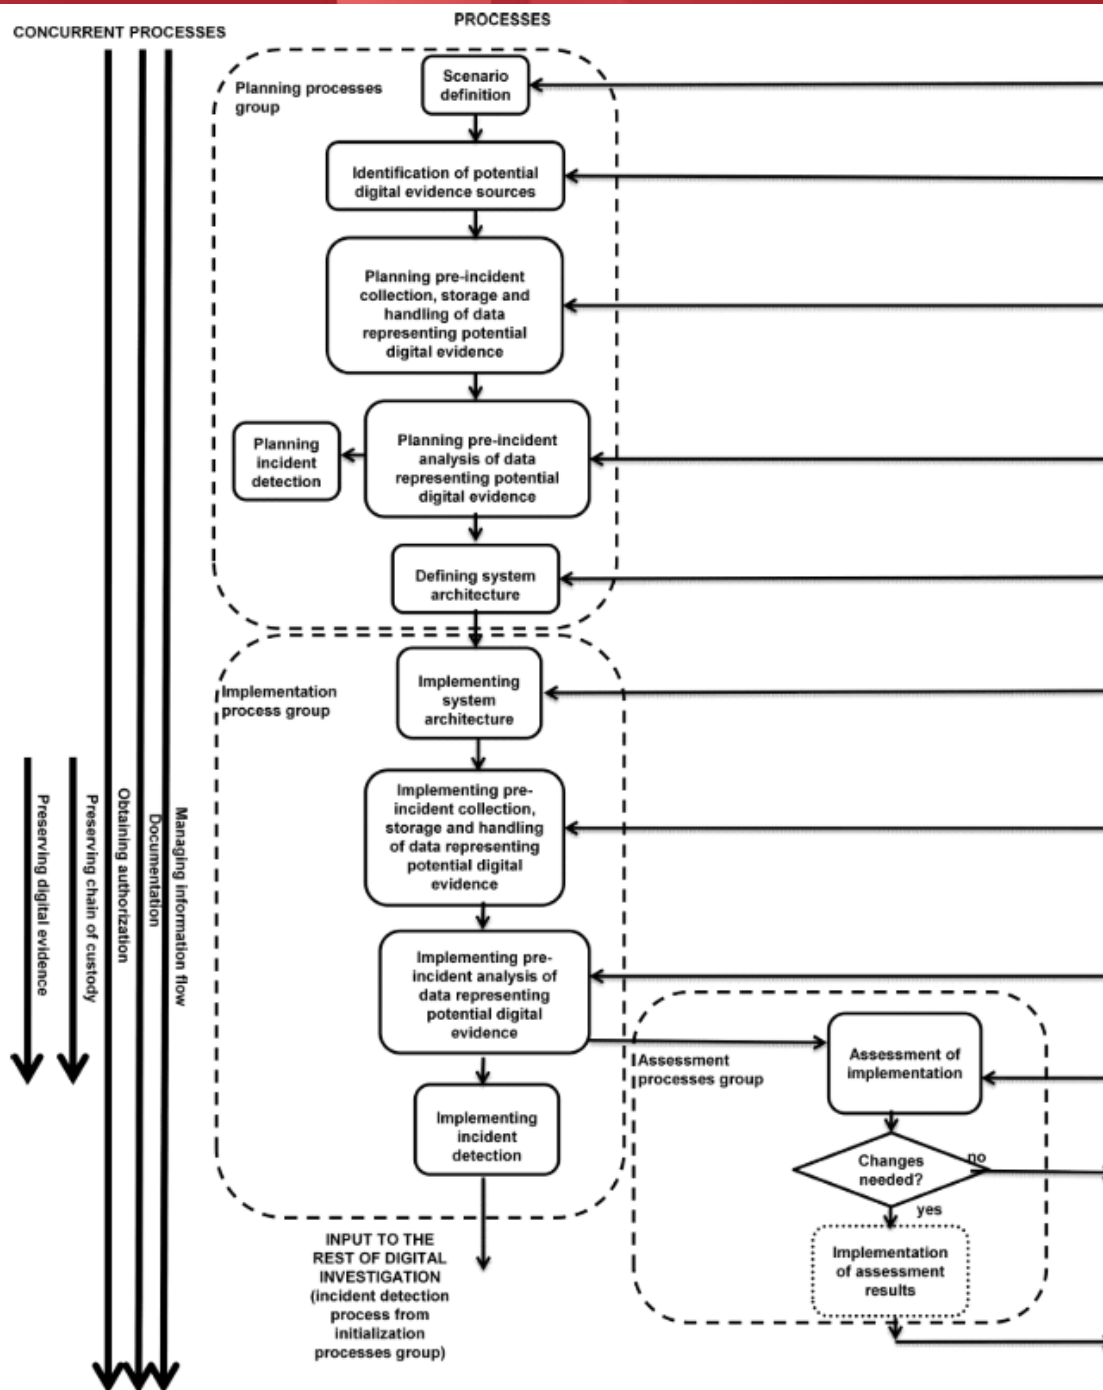 PROCESSES
CONCURRENT PROCESSES
Planning processes
group
Scenario
definition
Identification of potential
digital evidence sources
Planning pre-incident
collection, storage and
handling of data
representing potential
digital evidence
Planning
incident
detection
Planning pre-incident
analysis of data
representing potential
digital evidence
Defining system
architecture
Implementation
process group
Implementing
system
architecture
Preserving digital evidence
Preserving chain of custody
Obtaining authorization
Documentation
Managing information flow
Implementing pre-
incident collection,
storage and handling
of data representing
potential digital
evidence
Implementing pre-
incident analysis of
data representing
potential digital
evidence
Assessment
processes group
Assessment of
implementation
Implementing
incident
detection
Changes
needed?
no
yes
Implementation
of assessment
results
INPUT TO THE
REST OF DIGITAL
INVESTIGATION
(incident detection
process from
initialization
processes group)